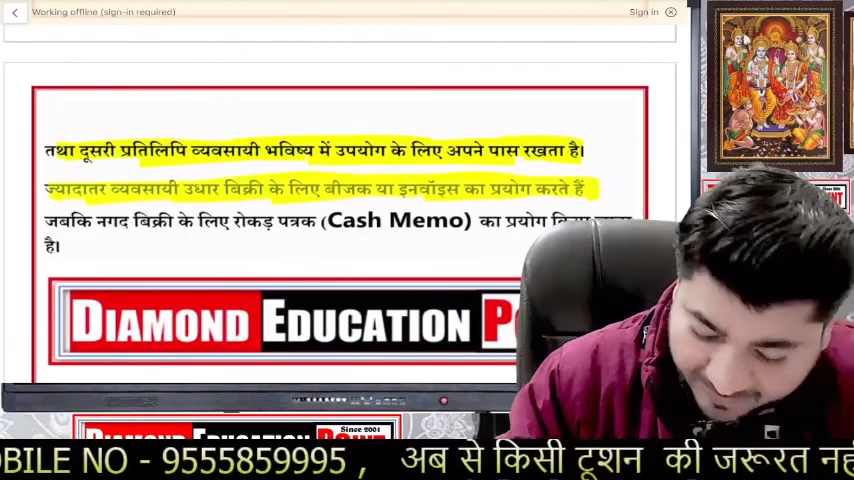 Working offline (sign-in required)
Sign in
तथा दूसरी प्रतिलिपि व्यवसायी भविष्य में उपयोग के लिए अपने पास रखता है।
ज्यादातर व्यवसायी उधार बिक्री के लिए बीजक या इनवॉइस का प्रयोग करते हैं
जबकि नगद बिक्री के लिए रोकड़ पत्रक (Cash Memo) का प्रयोग
है।
DIAMOND EDUCATION
Since 2001
DIAMOND EDUCATION POINT
OBILE NO - 9555859995 , अब से किसी टूशन की जरूरत नही